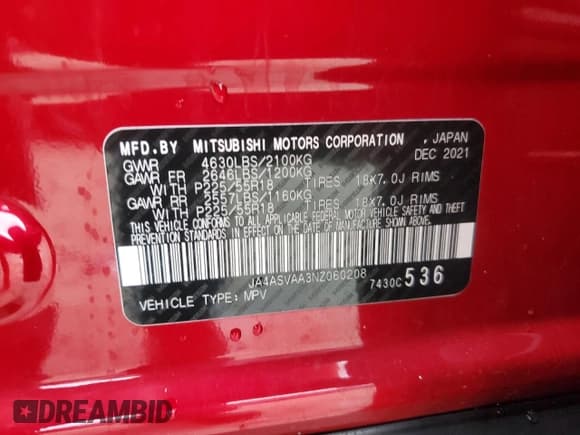 MFD.BY MITSUBISHI MOTORS CORPORATION , JAPAN
GVWR 4630LBS/2100KG DEC 2021
GAWR FR 2646LBS/1200KG
WITH P225/55R18 TIRES 18X7.0J RIMS
GAWR RR 2557LBS/1160KG
WITH P225/55R18 TIRES 18X7.0J RIMS
THIS VEHICLE CONFORMS TO ALL APPLICABLE FEDERAL MOTOR VEHICLE SAFETY AND THEFT
PREVENTION STANDARDS IN EFFECT ON THE DATE OF MANUFACTURE SHOWN ABOVE.
JA4ASVAA3NZ060208 7430C 536
VEHICLE TYPE: MPV
DREAMBID